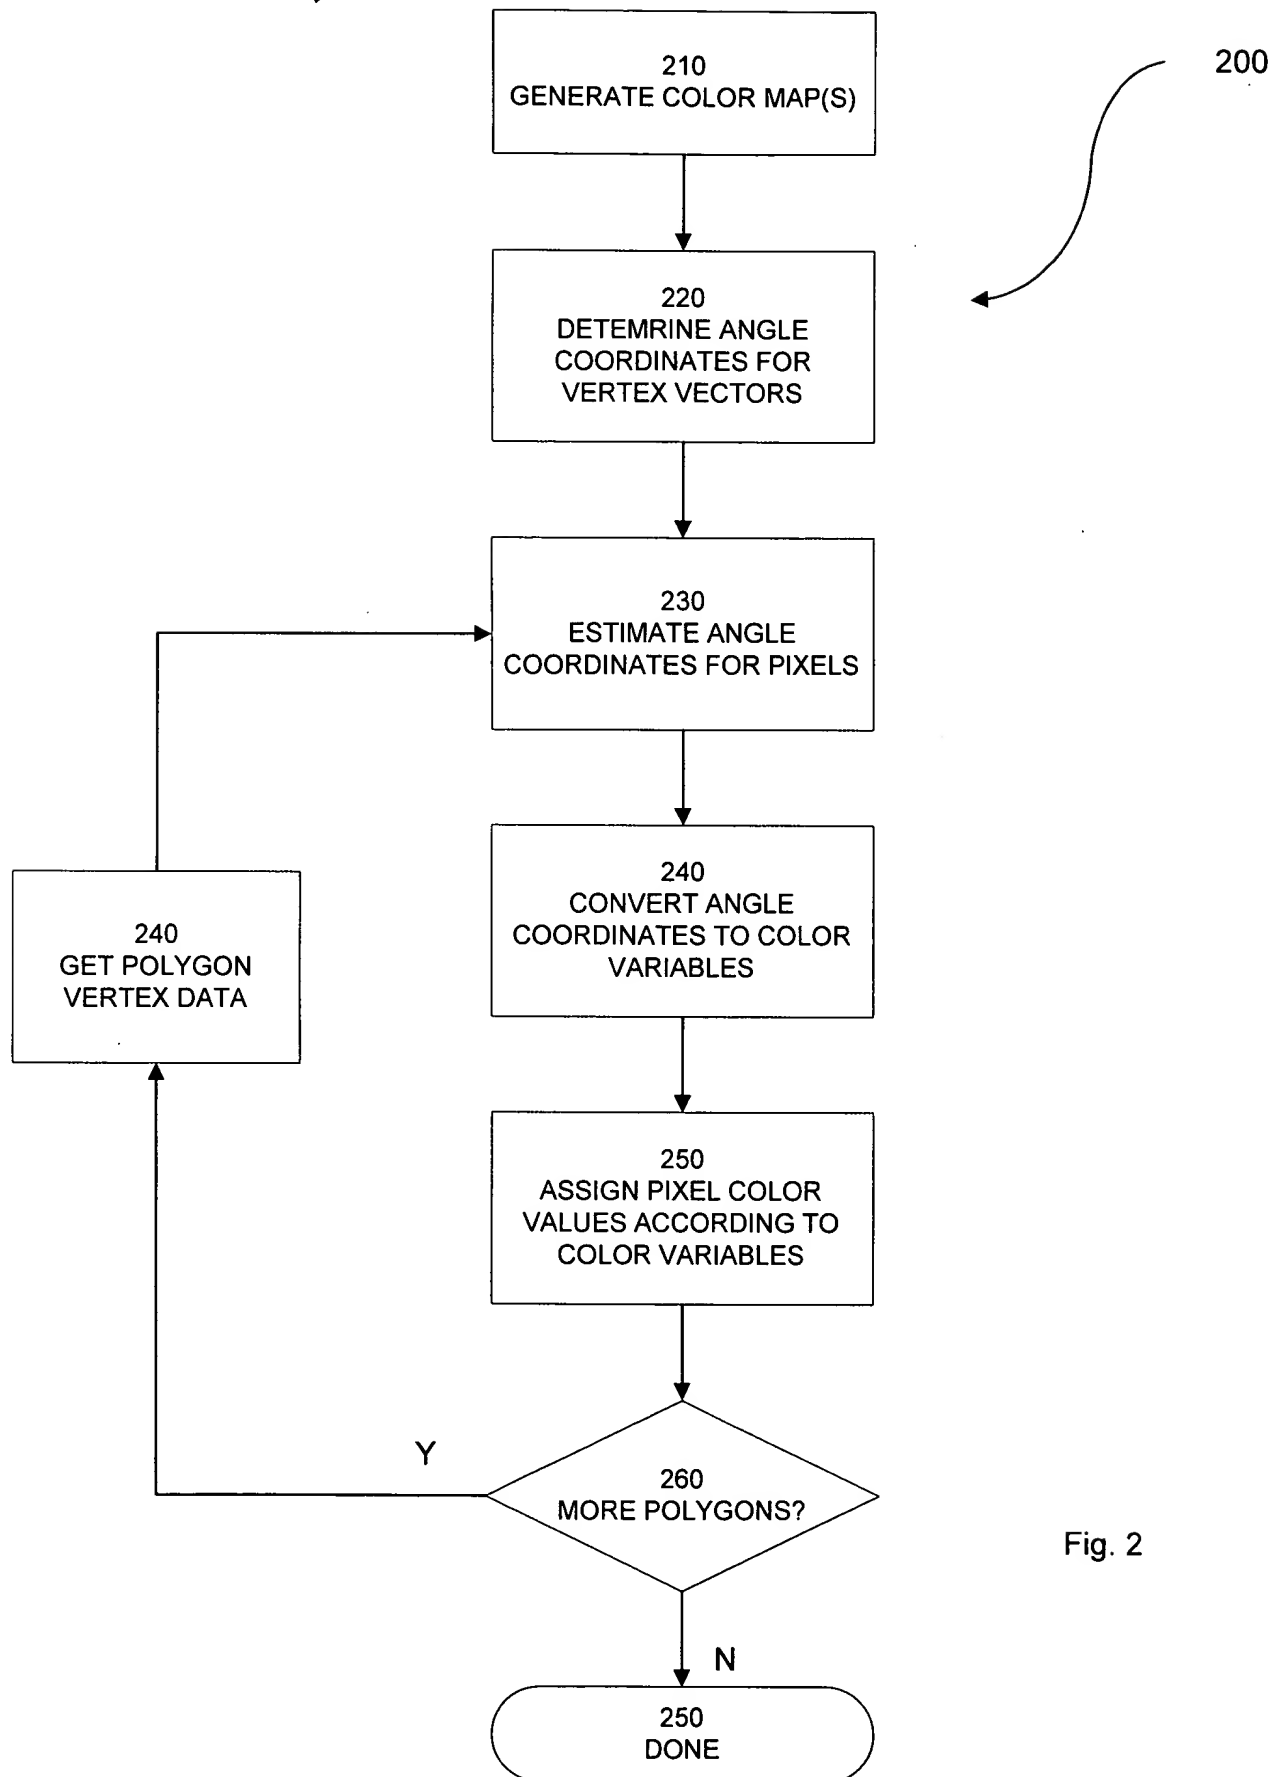 210
GENERATE COLOR MAP(S)
200
220
DETEMRINE ANGLE
COORDINATES FOR
VERTEX VECTORS
230
ESTIMATE ANGLE
COORDINATES FOR PIXELS
240
CONVERT ANGLE
COORDINATES TO COLOR
VARIABLES
240
GET POLYGON
VERTEX DATA
250
ASSIGN PIXEL COLOR
VALUES ACCORDING TO
COLOR VARIABLES
Y
260
MORE POLYGONS?
Fig. 2
N
250
DONE